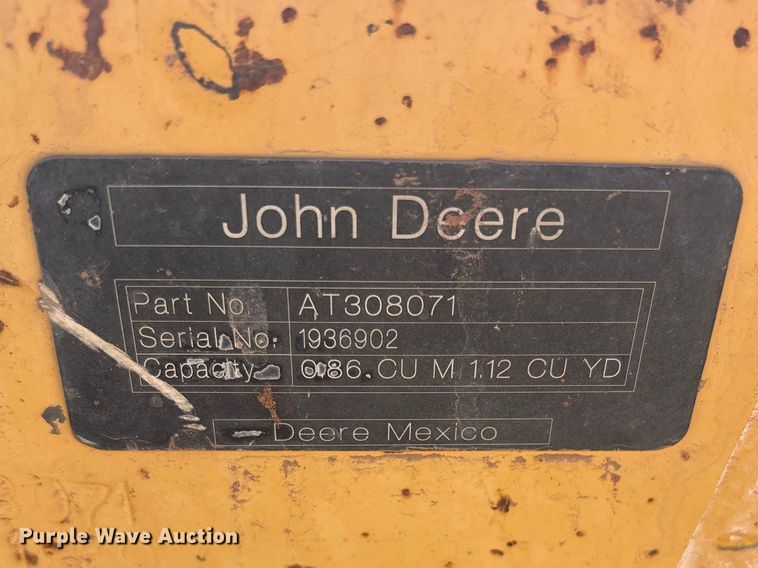 John Deere
Part No. AT308071
Serial No. 1936902
Capacity 0.86 CU M 1.12 CU YD
Deere Mexico
071
Purple Wave Auction